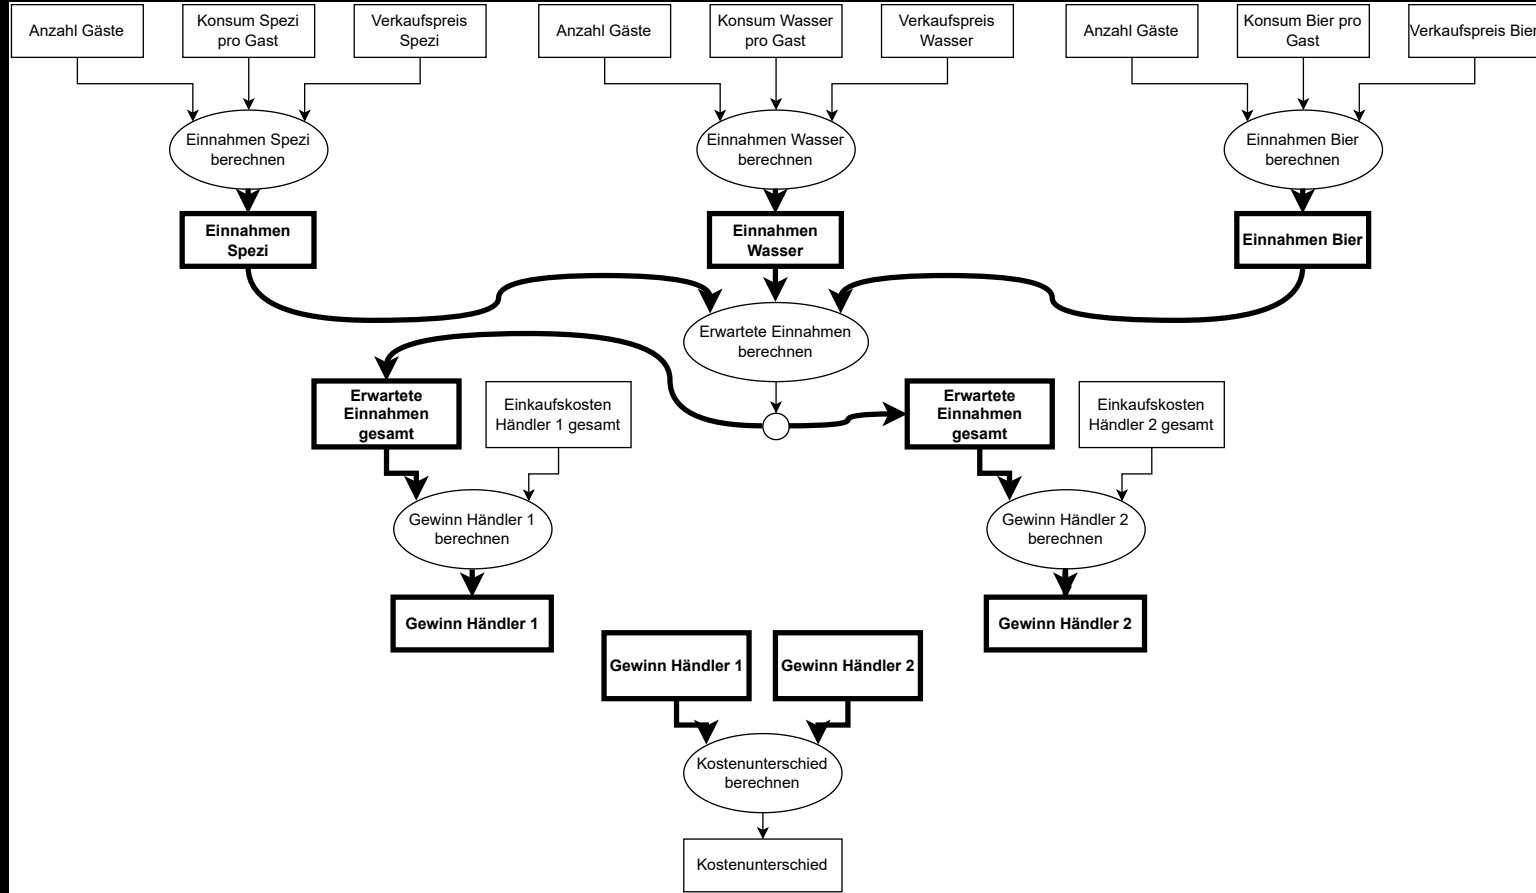 Anzahl Gäste
Konsum Spezi
pro Gast
Verkaufspreis
Spezi
Anzahl Gäste
Konsum Wasser
pro Gast
Verkaufspreis
Wasser
Anzahl Gäste
Konsum Bier pro
Gast
Verkaufspreis Bier
Einnahmen Spezi
berechnen
Einnahmen Wasser
berechnen
Einnahmen Bier
berechnen
Einnahmen
Spezi
Einnahmen
Wasser
Einnahmen Bier
Erwartete Einnahmen
berechnen
Erwartete
Einnahmen
gesamt
Einkaufskosten
Händler 1 gesamt
Erwartete
Einnahmen
gesamt
Einkaufskosten
Händler 2 gesamt
Gewinn Händler 1
berechnen
Gewinn Händler 2
berechnen
Gewinn Händler 1
Gewinn Händler 2
Gewinn Händler 1
Gewinn Händler 2
Kostenunterschied
berechnen
Kostenunterschied